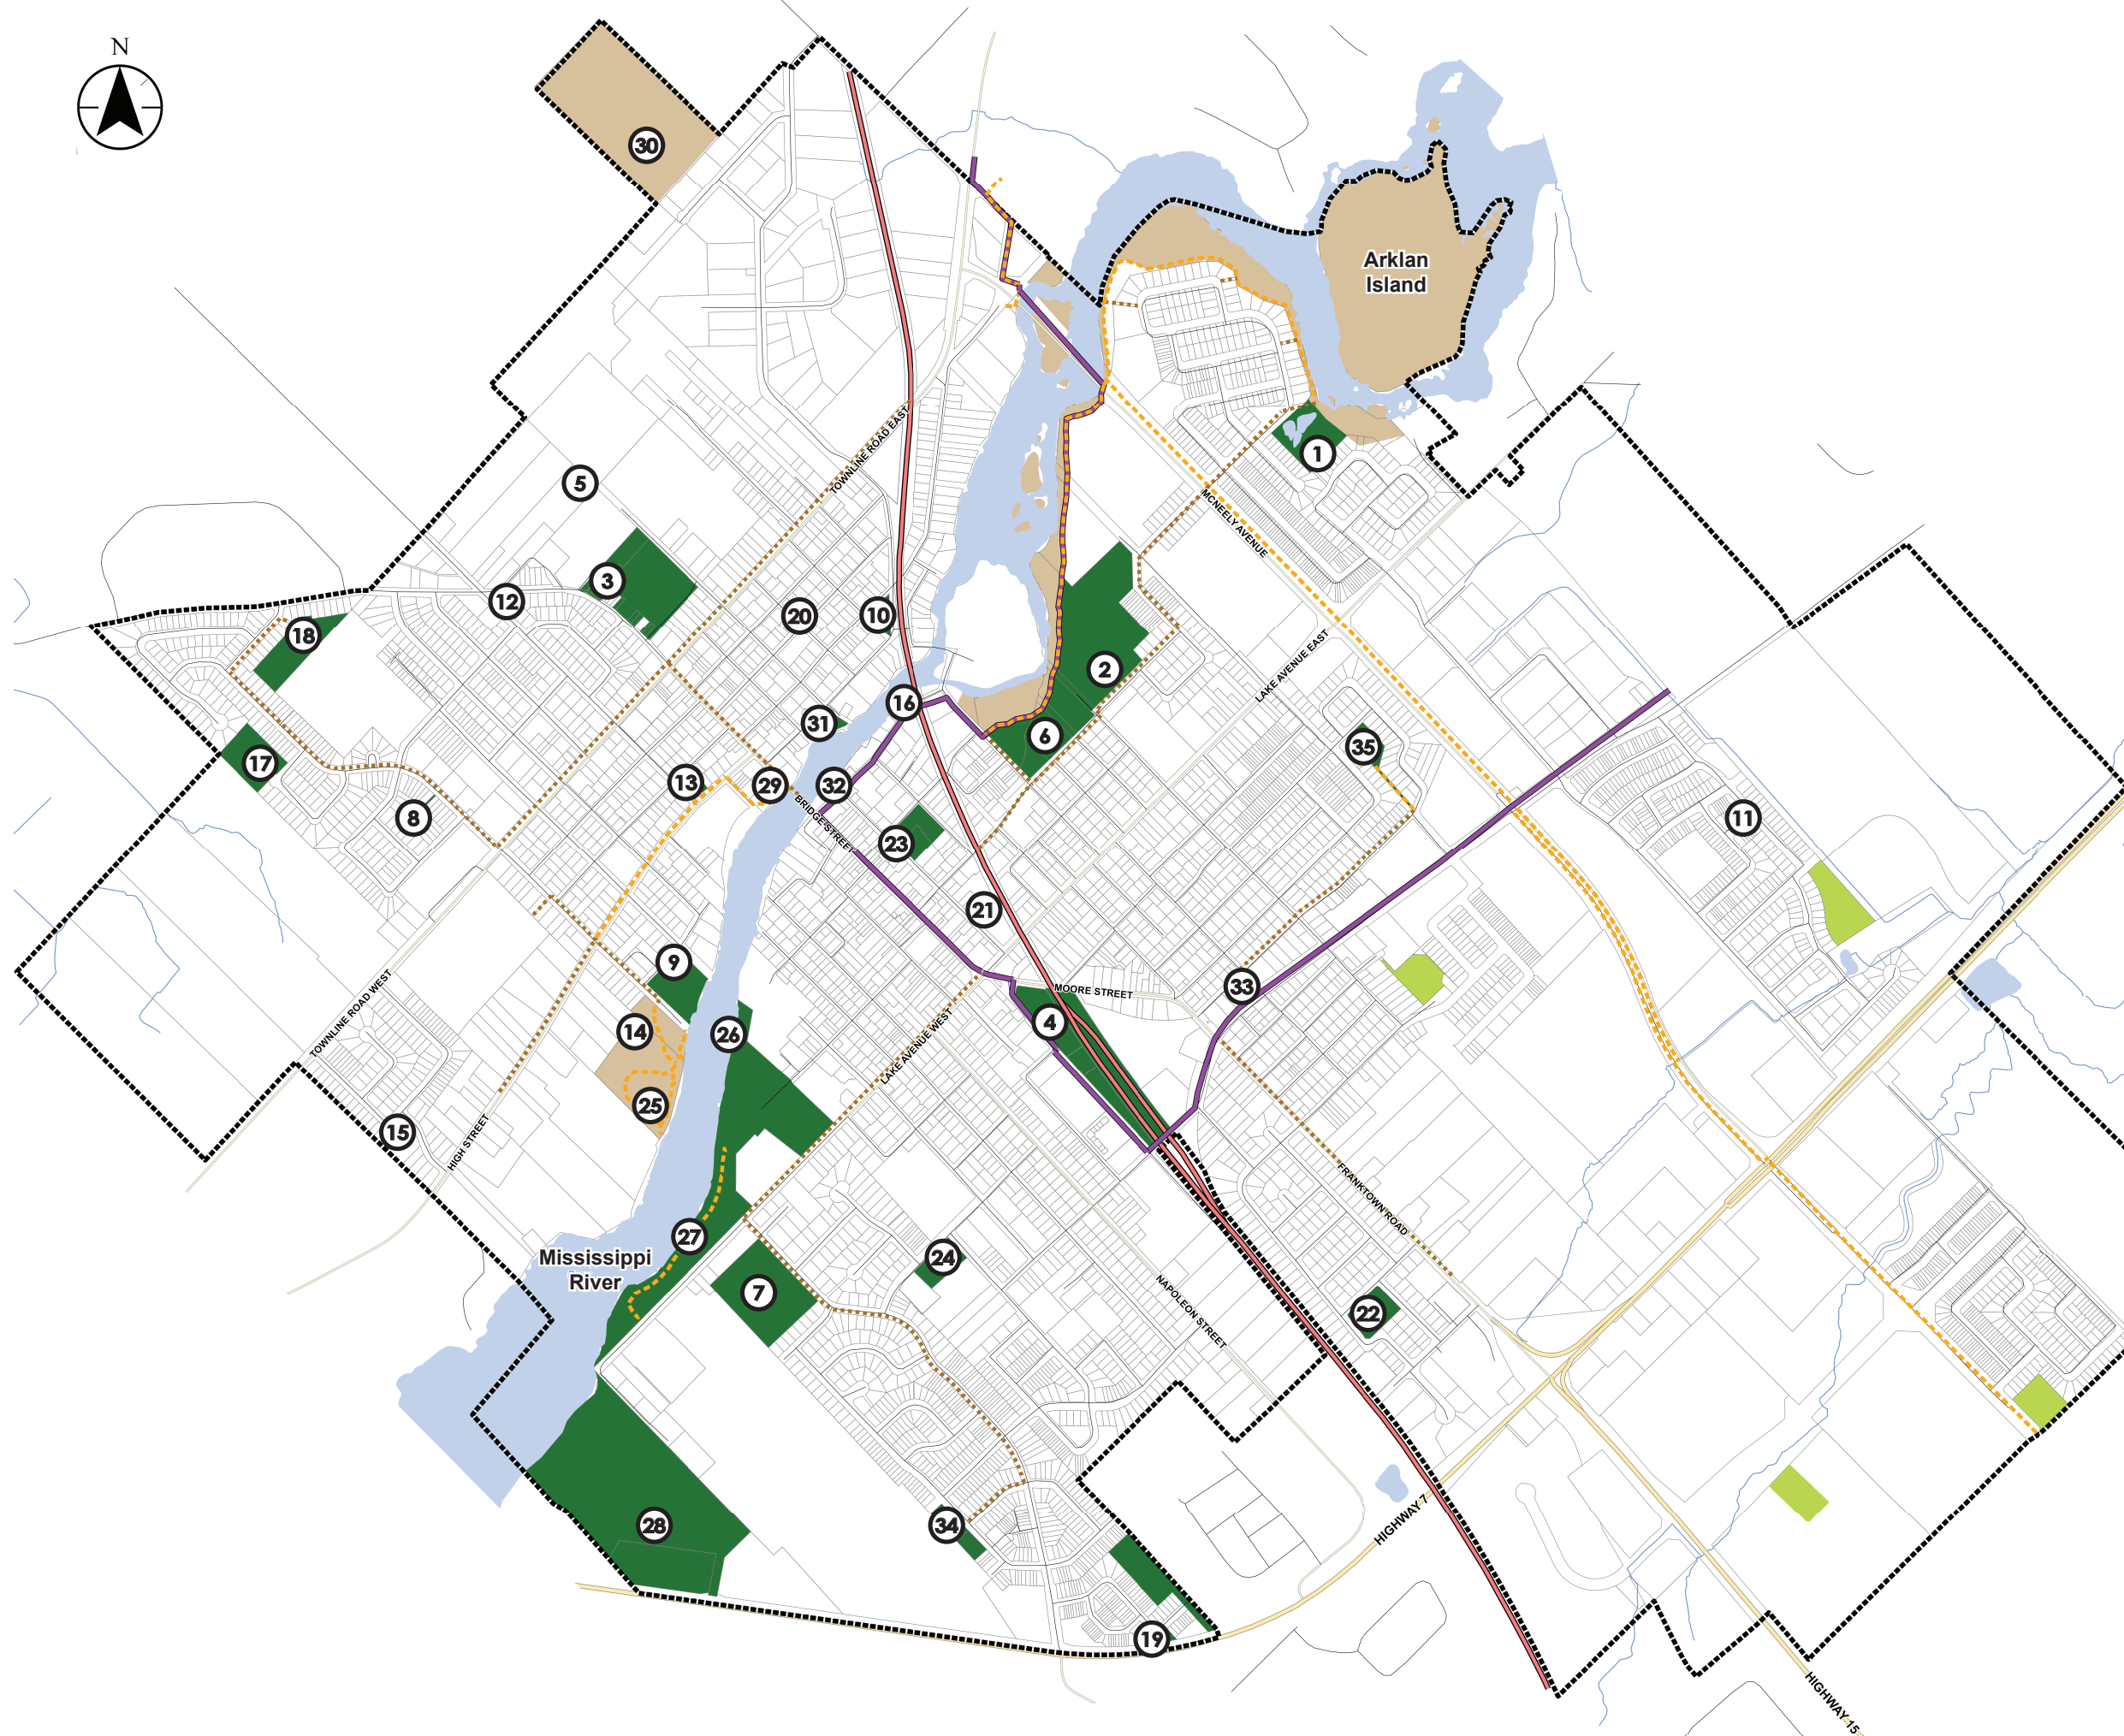 N
30
Arklan
Island
TOWNLINE ROAD EAST
1
5
MCNEELY AVENUE
3
12
10
20
18
2
LAKE AVENUE EAST
16
31
6
35
17
13
29
32
8
BRIDGE STREET
11
23
21
9
33
MOORE STREET
TOWNLINE ROAD WEST
4
14
26
LAKE AVENUE WEST
25
15
HIGH STREET
FRANKTOWN ROAD
27
Mississippi
River
24
7
NAPOLEON STREET
22
28
34
HIGHWAY 7
19
HIGHWAY 15